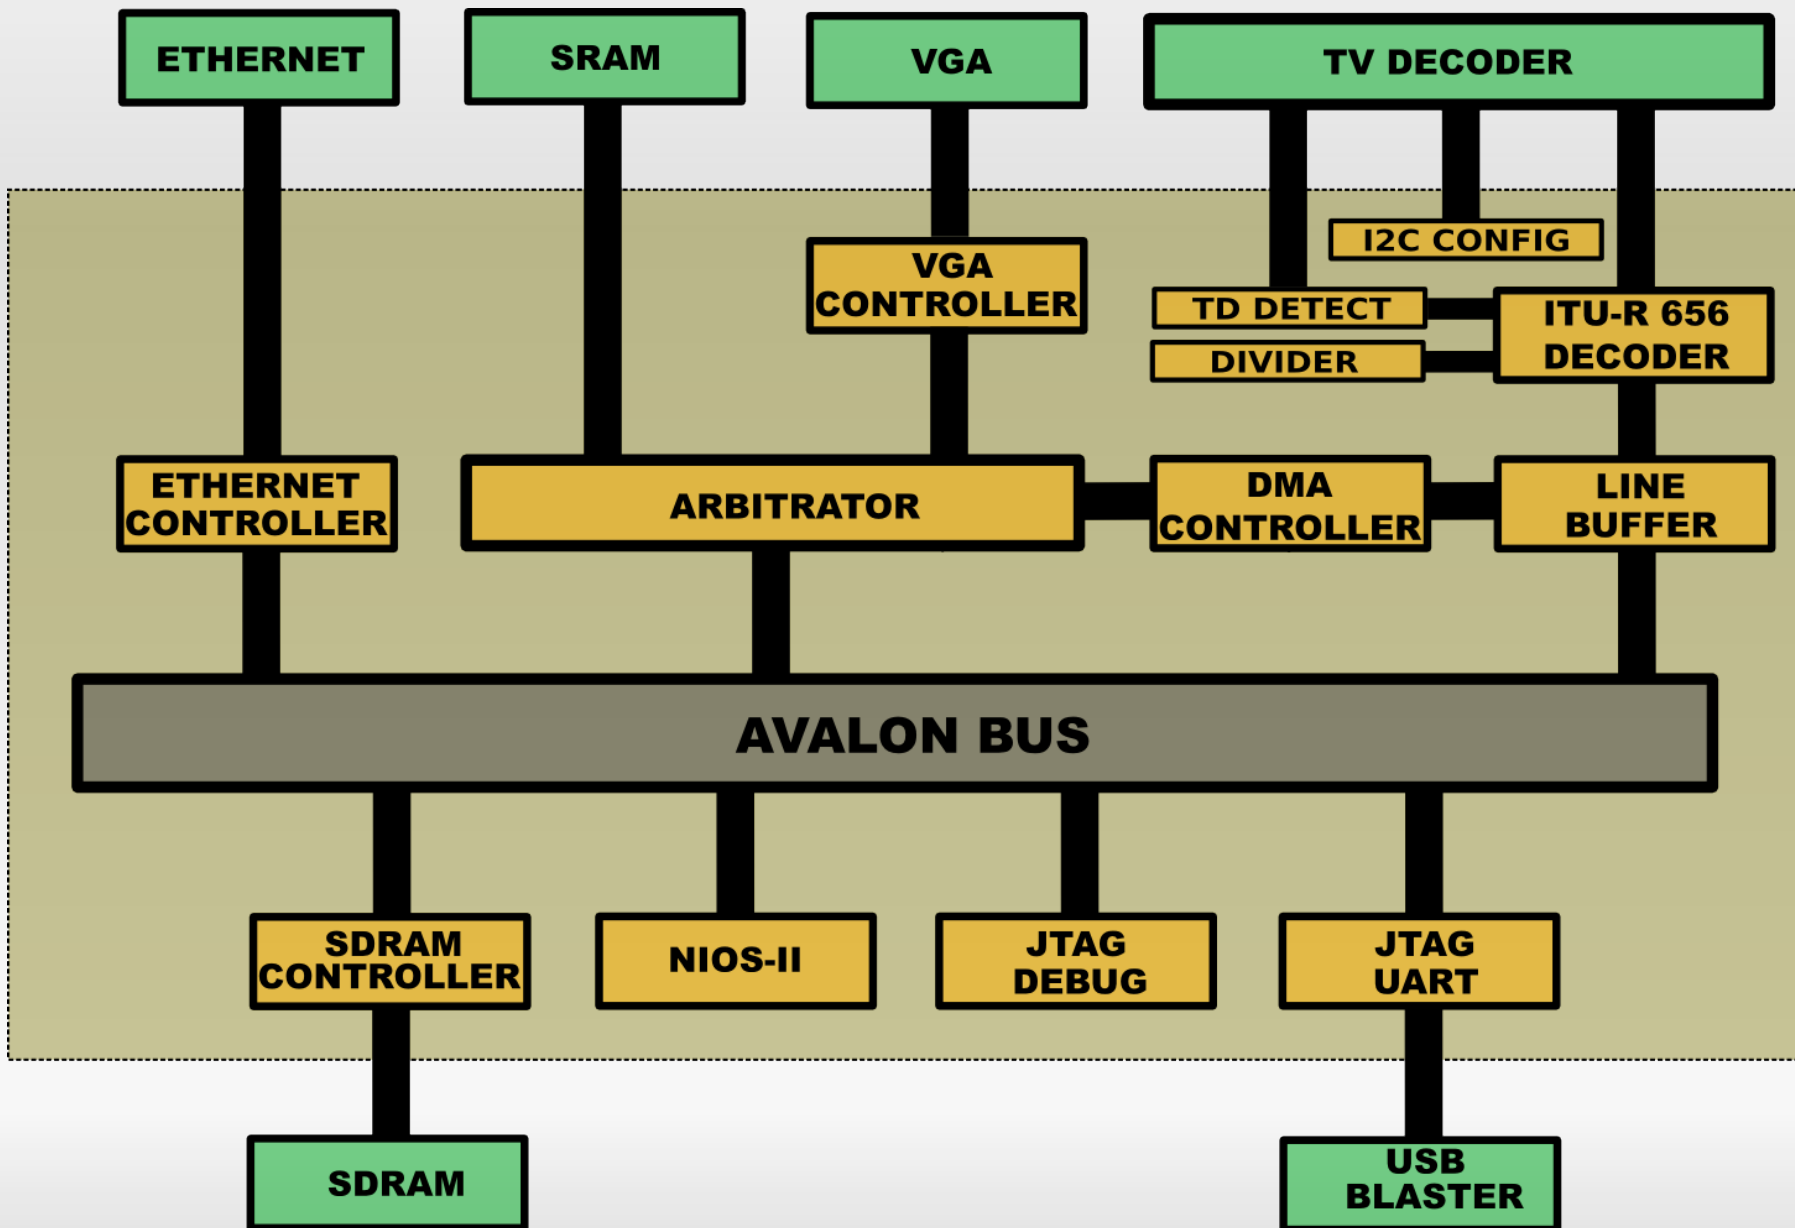 ETHERNET
SRAM
VGA
TV DECODER
I2C CONFIG
VGA
CONTROLLER
TD DETECT
DIVIDER
ITU-R 656
DECODER
ETHERNET
CONTROLLER
ARBITRATOR
DMA
CONTROLLER
LINE
BUFFER
AVALON BUS
SDRAM
CONTROLLER
NIOS-II
JTAG
DEBUG
JTAG
UART
SDRAM
USB
BLASTER